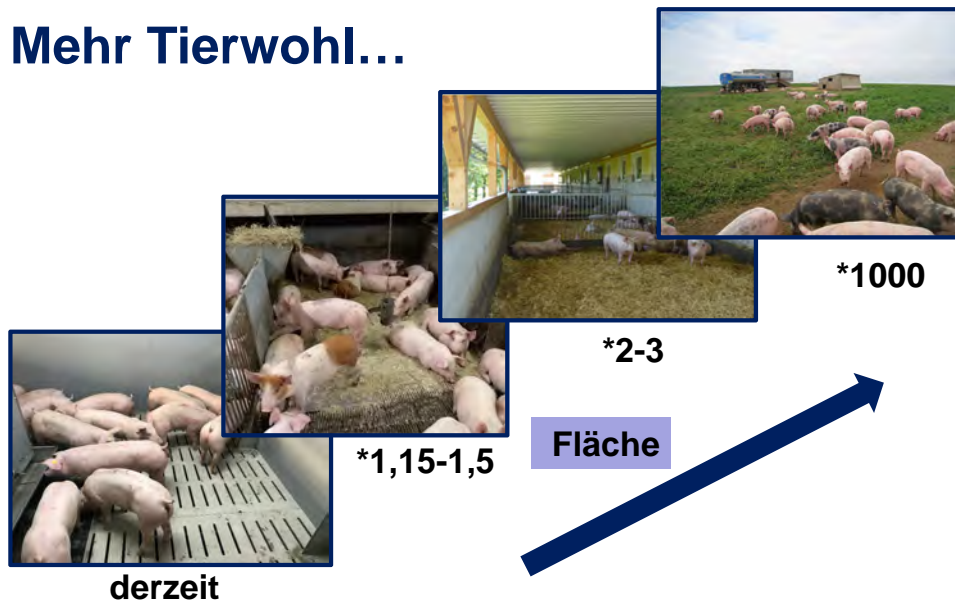 Mehr Tierwohl…
*1000
*2-3
*1,15-1,5
Fläche
derzeit